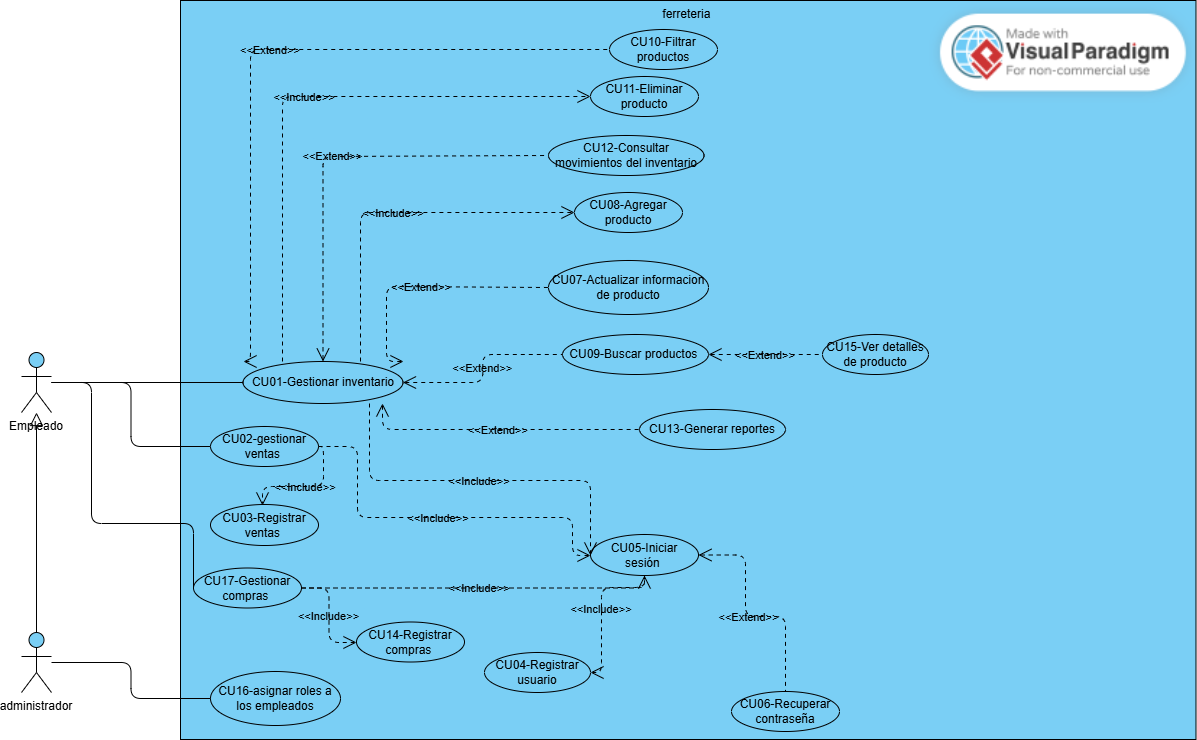 ferreteria
Made with
Visual Paradigm
For non-commercial use
<<Extend>>
CU10-Filtrar
productos
<<Include>>
CU11-Eliminar
producto
<<Extend>>
CU12-Consultar
movimientos del inventario
<<Include>>
CU08-Agregar
producto
<<Extend>>
CU07-Actualizar informacion
de producto
CU09-Buscar productos
<<Extend>>
CU15-Ver detalles
de producto
<<Extend>>
CU01-Gestionar inventario
Empleado
<<Extend>>
CU13-Generar reportes
CU02-gestionar
ventas
<<Include>>
<<Include>>
CU03-Registrar
ventas
<<Include>>
CU05-Iniciar
sesión
CU17-Gestionar
compras
<<Include>>
<<Include>>
<<Include>>
<<Extend>>
CU14-Registrar
compras
CU04-Registrar
usuario
administrador
CU16-asignar roles a
los empleados
CU06-Recuperar
contraseña